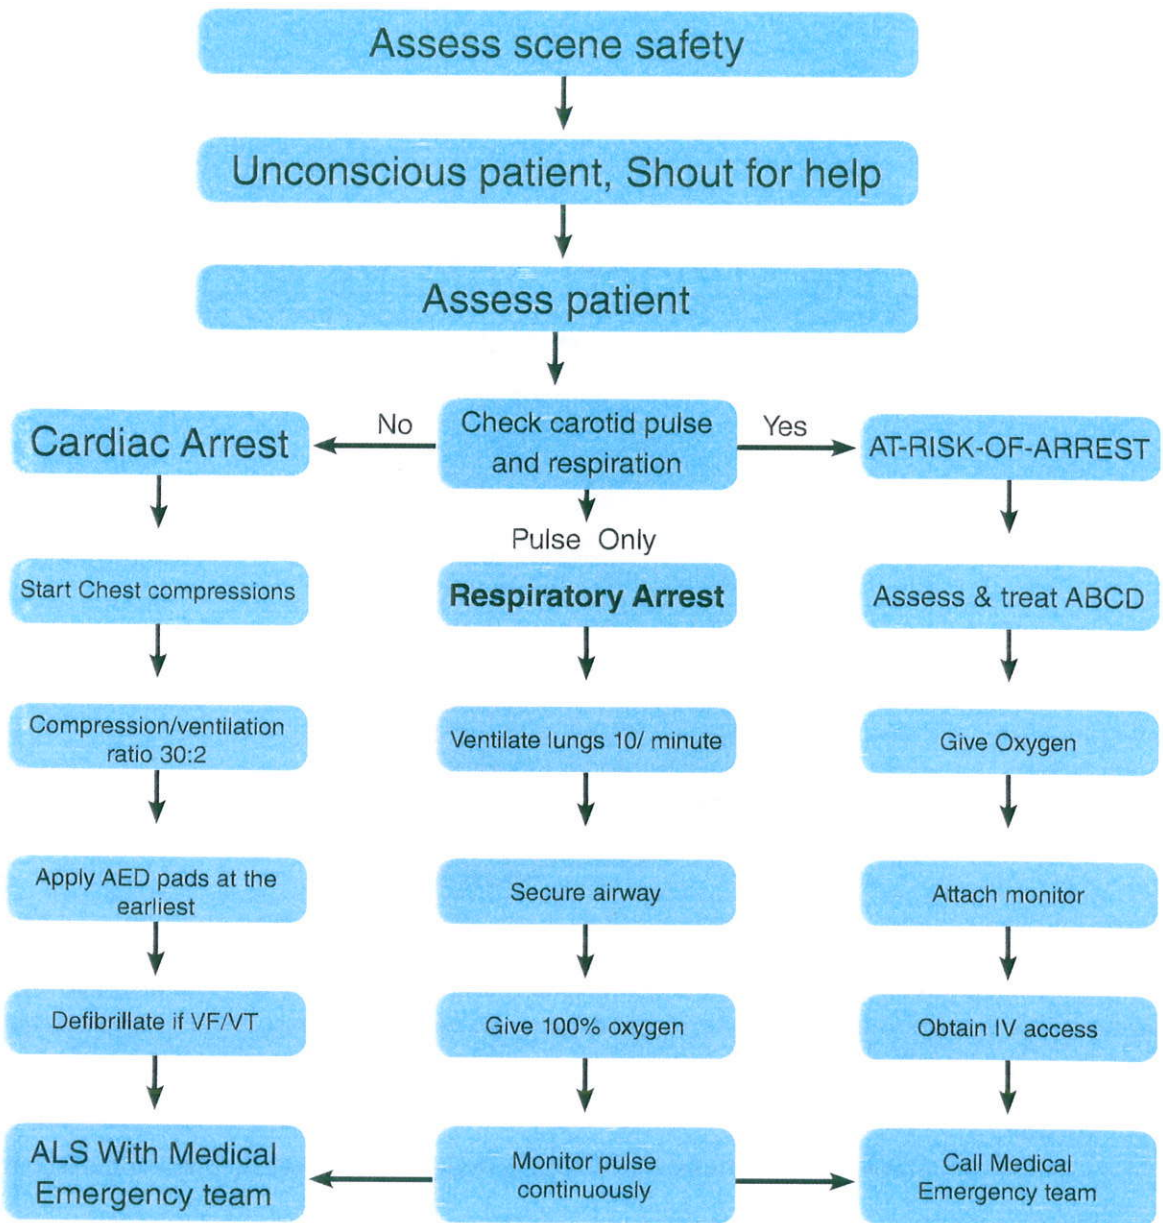 Assess scene safety
Unconscious patient, Shout for help
Assess patient
No
Check carotid pulse
and respiration
Yes
Cardiac Arrest
AT-RISK-OF-ARREST
Pulse Only
Start Chest compressions
Respiratory Arrest
Assess & treat ABCD
Compression/ventilation
ratio 30:2
Ventilate lungs 10/ minute
Give Oxygen
Apply AED pads at the
earliest
Secure airway
Attach monitor
Defibrillate if VF/VT
Give 100% oxygen
Obtain IV access
ALS With Medical
Emergency team
Monitor pulse
continuously
Call Medical
Emergency team